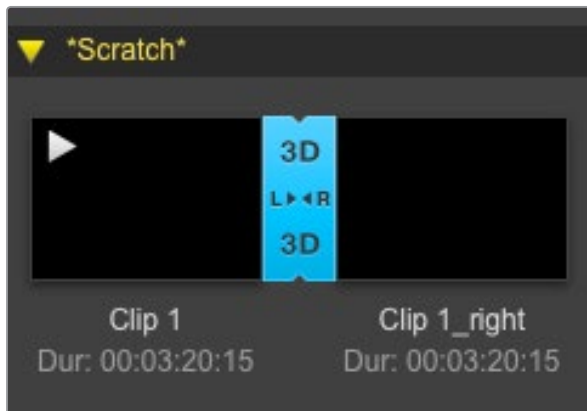 *Scratch*
3D
L R
3D
Clip 1 Clip 1_right
Dur: 00:03:20:15 Dur: 00:03:20:15